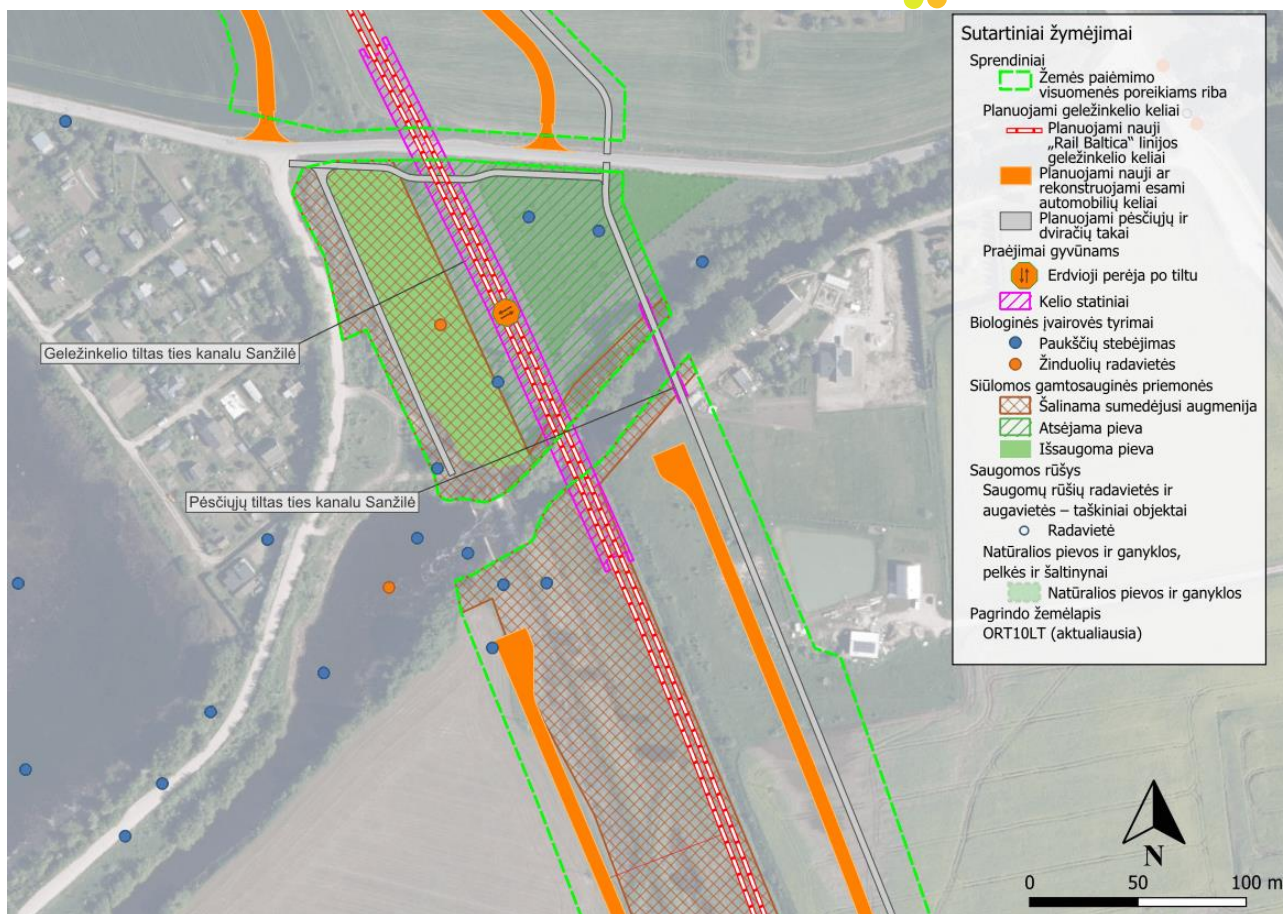 Sutartiniai žymėjimai
Sprendiniai
Žemės paėmimo
visuomenės poreikiams riba
Planuojami geležinkelio keliai
Planuojami nauji
„Rail Baltica“ linijos
geležinkelio keliai
Planuojami nauji ar
rekonstruojami esami
automobilių keliai
Planuojami pėsčiųjų ir
dviračių takai
Praėjimai gyvūnams
Erdvioji perėja po tiltu
Kelio statiniai
Biologinės įvairovės tyrimai
Paukščių stebėjimas
Žinduolių radavietės
Siūlomos gamtosauginė priemonės
Šalinama sumedėjusi augmenija
Atsėjama pieva
Išsaugoma pieva
Saugomos rūšys
Saugomų rūšių radavietės ir
augavietės – taškiniai objektai
Radavietė
Natūralios pievos ir ganyklos,
pelkės ir šaltinynai
Natūralios pievos ir ganyklos
Pagrindo žemėlapis
ORT10LT (aktualiausia)
Geležinkelio tiltas ties kanalu Sanžilė
Pėsčiųjų tiltas ties kanalu Sanžilė
N
0 50 100 m